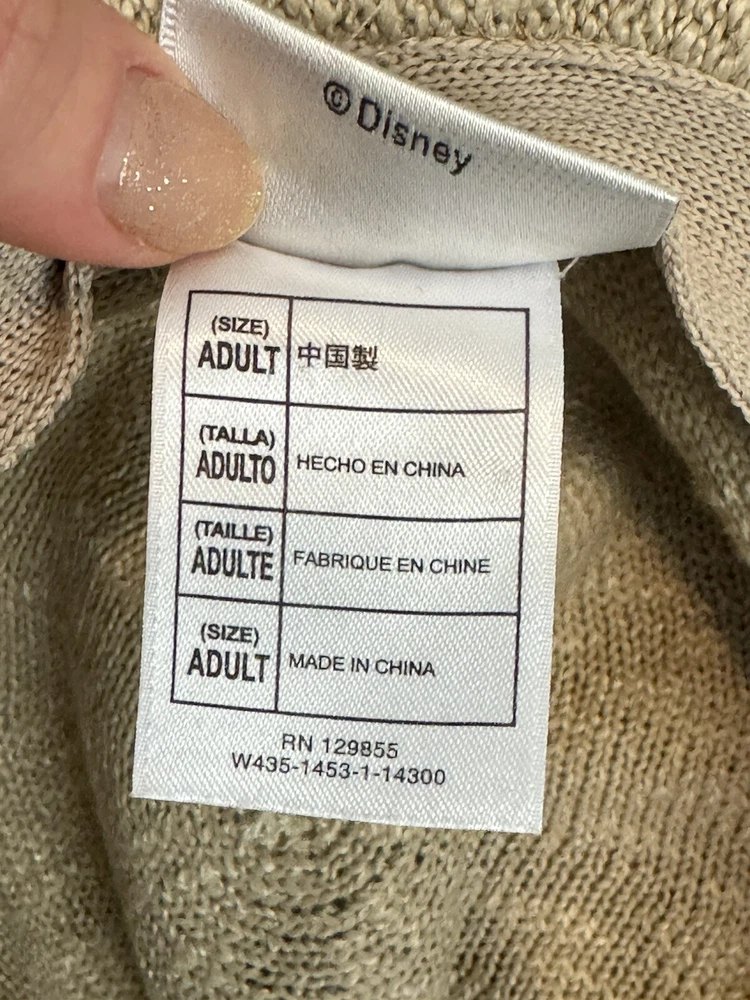 ©Disney
(SIZE)
ADULT
中国製
(TALLA)
ADULTO
HECHO EN CHINA
(TAILLE)
ADULTE
FABRIQUE EN CHINE
(SIZE)
ADULT
MADE IN CHINA
RN 129855
W435-1453-1-14300